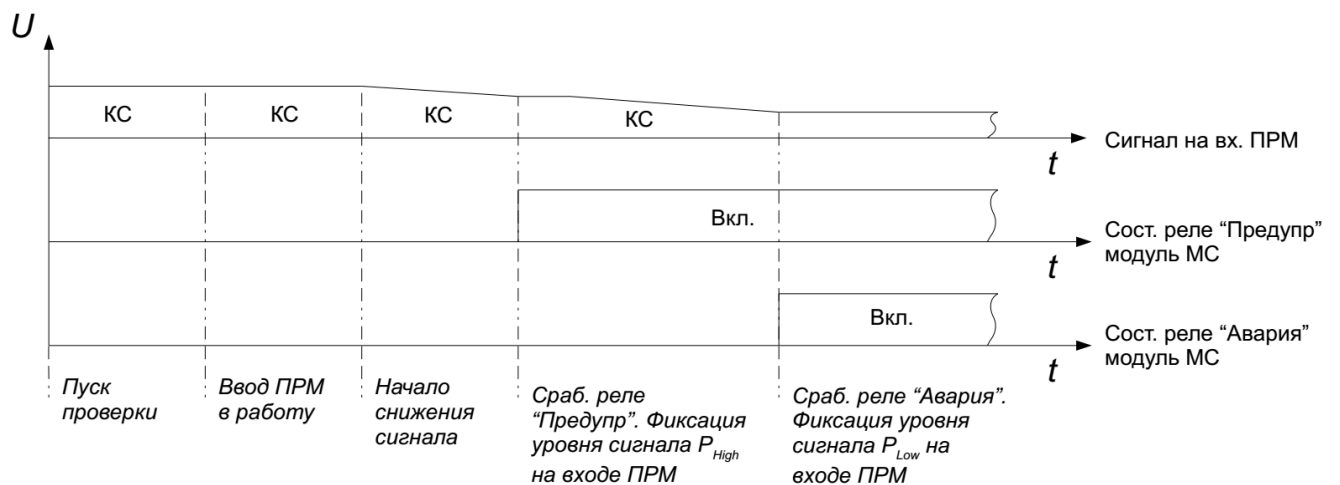 U
КС
КС
КС
КС
t
Сигнал на вх. ПРМ
Вкл.
t
Сост. реле “Предупр”
модуль МС
Вкл.
t
Сост. реле “Авария”
модуль МС
Пуск
проверки
Ввод ПРМ
в работу
Начало
снижения
сигнала
Сраб. реле
“Предупр”. Фиксация
уровня сигнала P High
на входе ПРМ
Сраб. реле “Авария”.
Фиксация уровня
сигнала P Low на
входе ПРМ